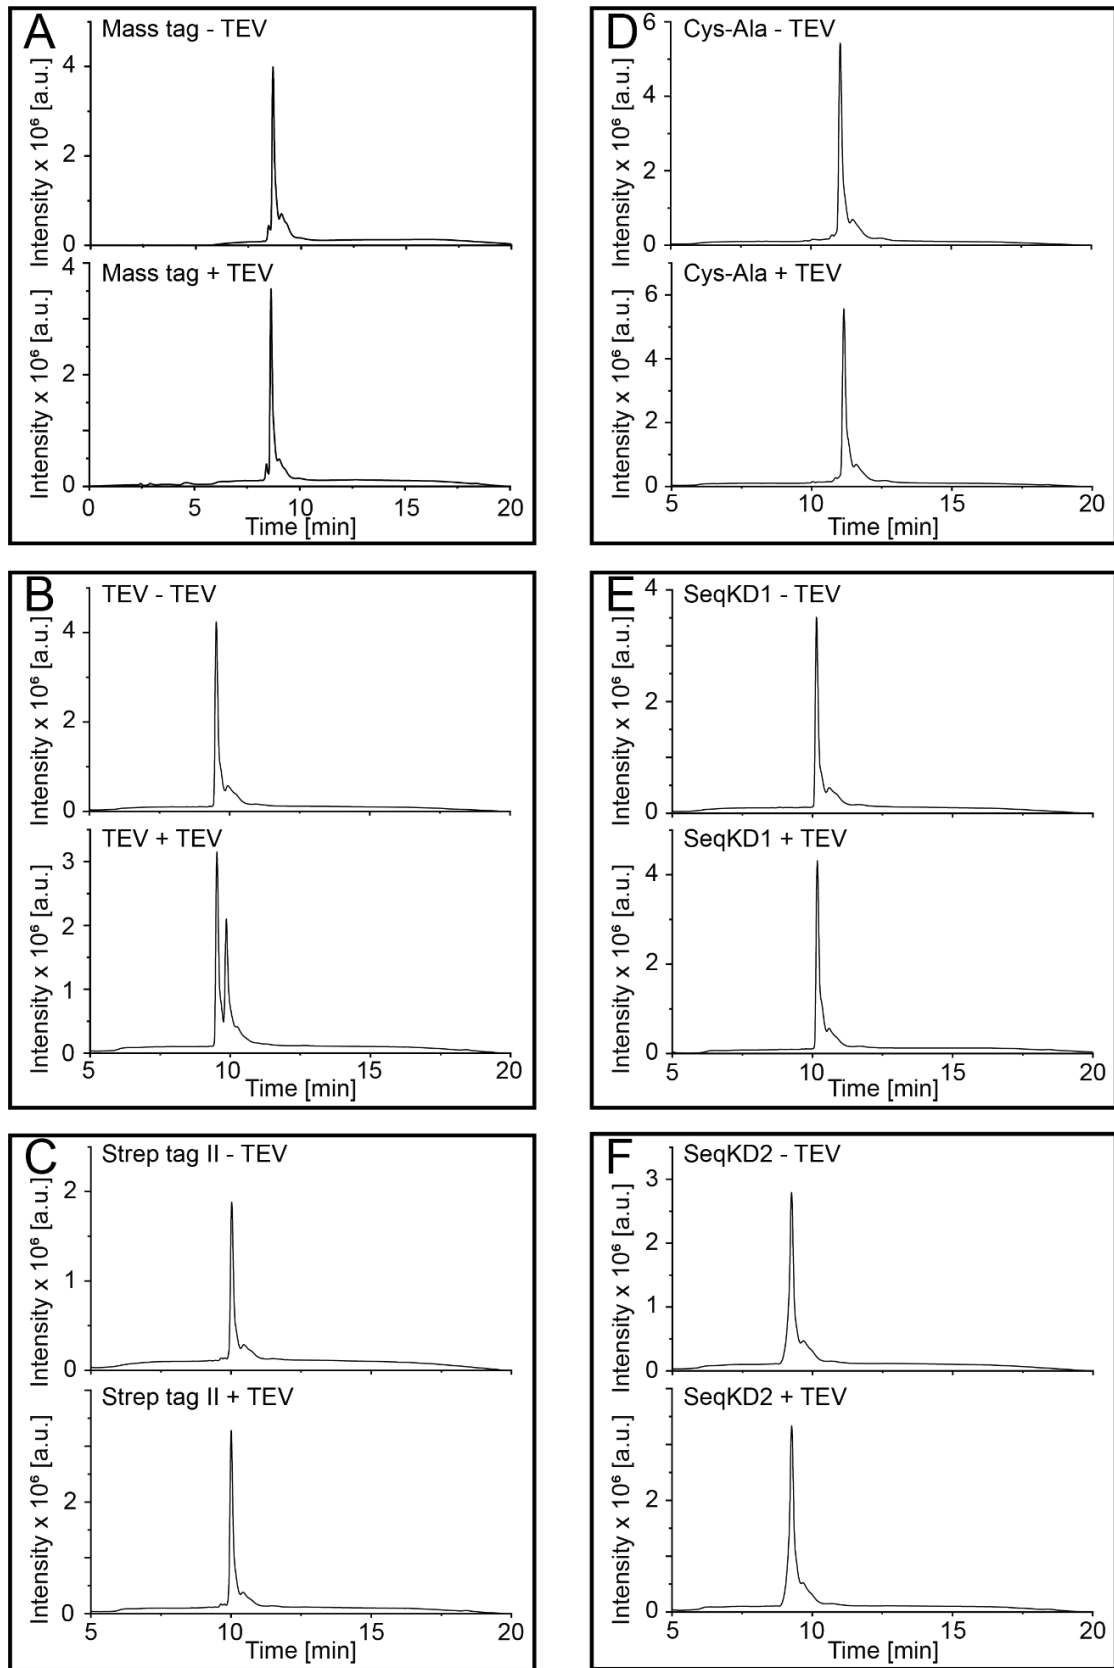 A
Mass tag - TEV
Intensity x 10⁶ [a.u.]
4
2
0
Mass tag + TEV
Intensity x 10⁶ [a.u.]
4
2
0
0 5 10 15 20
Time [min]
B
TEV - TEV
Intensity x 10⁶ [a.u.]
4
2
0
TEV + TEV
Intensity x 10⁶ [a.u.]
3
2
1
0
5 10 15 20
Time [min]
C
Strep tag II - TEV
Intensity x 10⁶ [a.u.]
2
1
0
Strep tag II + TEV
Intensity x 10⁶ [a.u.]
2
0
5 10 15 20
Time [min]
D
Cys-Ala - TEV
Intensity x 10⁶ [a.u.]
6
4
2
0
Cys-Ala + TEV
Intensity x 10⁶ [a.u.]
6
4
2
0
5 10 15 20
Time [min]
E
SeqKD1 - TEV
Intensity x 10⁶ [a.u.]
4
2
0
SeqKD1 + TEV
Intensity x 10⁶ [a.u.]
4
2
0
5 10 15 20
Time [min]
F
SeqKD2 - TEV
Intensity x 10⁶ [a.u.]
3
2
1
0
SeqKD2 + TEV
Intensity x 10⁶ [a.u.]
2
0
5 10 15 20
Time [min]